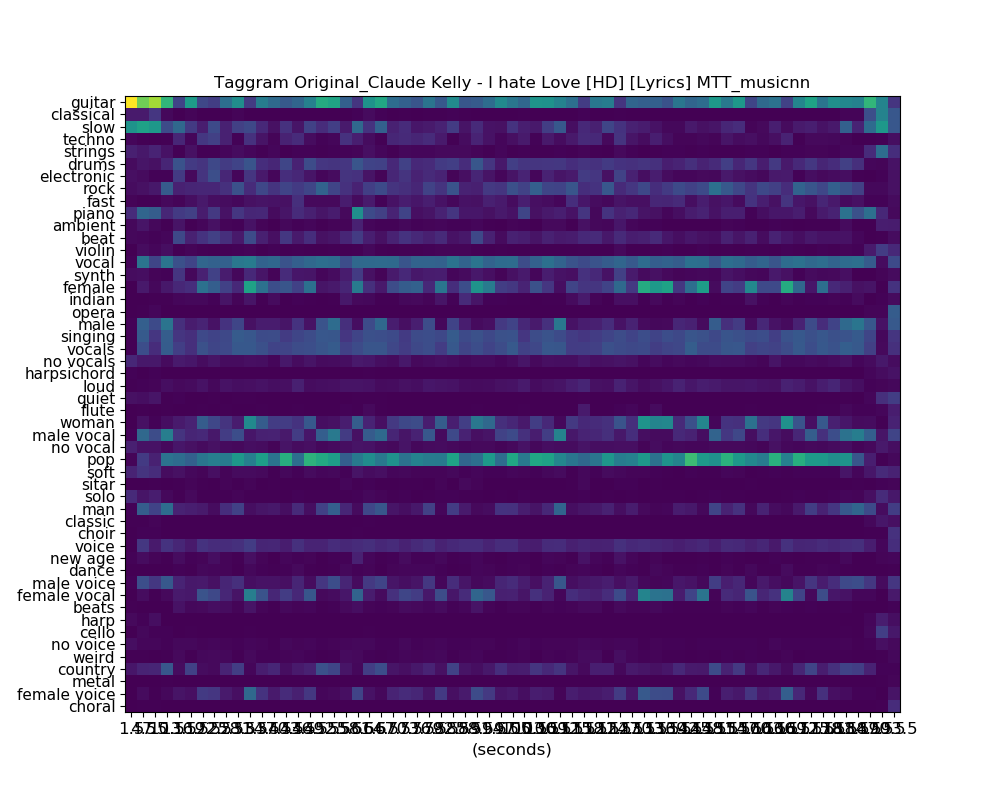 Taggram Original_Claude Kelly - I hate Love [HD] [Lyrics] MTT_musicnn
guitar
classical
slow
techno
strings
drums
electronic
rock
fast
piano
ambient
beat
violin
vocal
synth
female
indian
opera
male
singing
vocals
no vocals
harpsichord
loud
quiet
flute
woman
male vocal
no vocal
pop
soft
sitar
solo
man
classic
choir
voice
new age
dance
male voice
female vocal
beats
harp
cello
no voice
weird
country
metal
female voice
choral
(seconds)